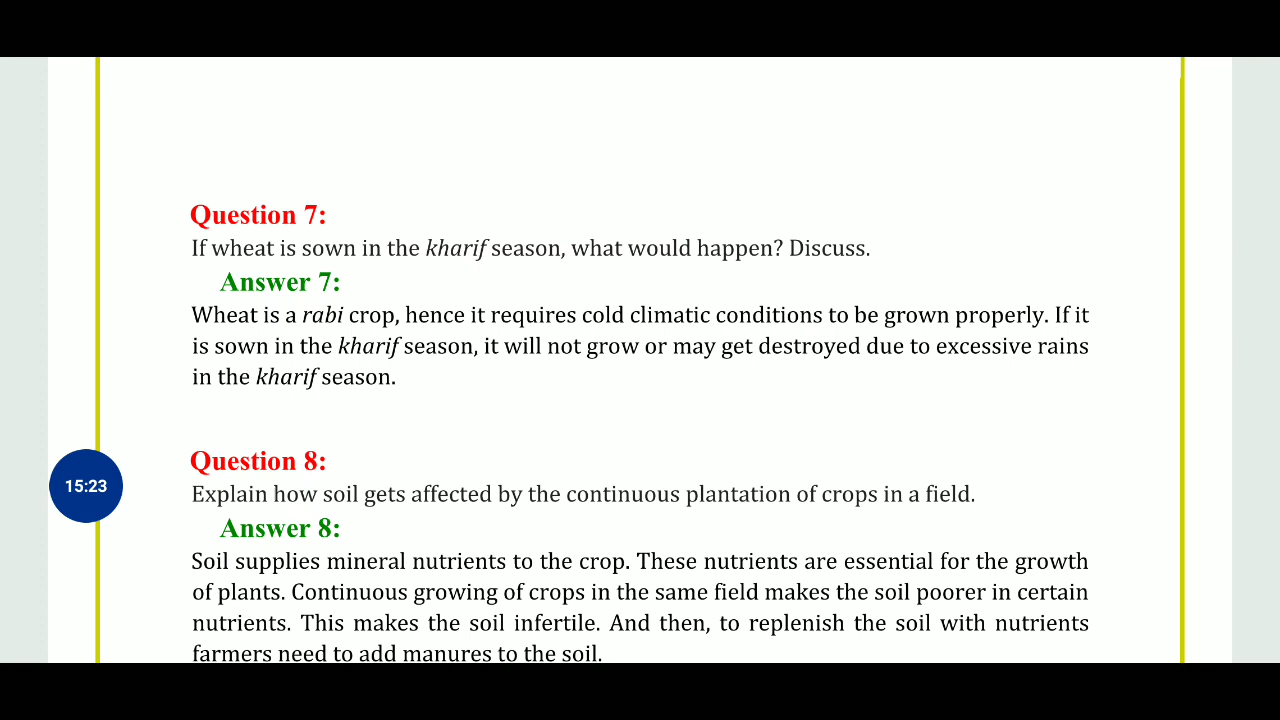 Question 7:
If wheat is sown in the kharif season, what would happen? Discuss.
Answer 7:
Wheat is a rabi crop, hence it requires cold climatic conditions to be grown properly. If it
is sown in the kharif season, it will not grow or may get destroyed due to excessive rains
in the kharif season.
Question 8:
15:23
Explain how soil gets affected by the continuous plantation of crops in a field.
Answer 8:
Soil supplies mineral nutrients to the crop. These nutrients are essential for the growth
of plants. Continuous growing of crops in the same field makes the soil poorer in certain
nutrients. This makes the soil infertile. And then, to replenish the soil with nutrients
farmers need to add manures to the soil.